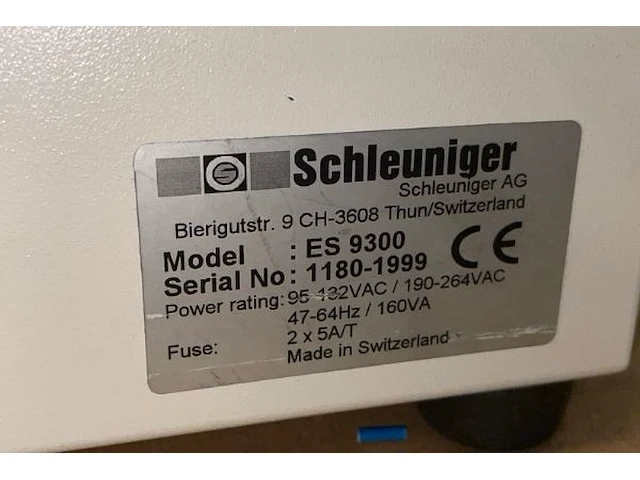 Schleuniger
Schleuniger AG
Bierigutstr. 9 CH-3608 Thun/Switzerland
Model : ES 9300
Serial No : 1180-1999
Power rating: 95-132VAC / 190-264VAC
47-64Hz / 160VA
Fuse: 2 x 5A/T
Made in Switzerland
CE